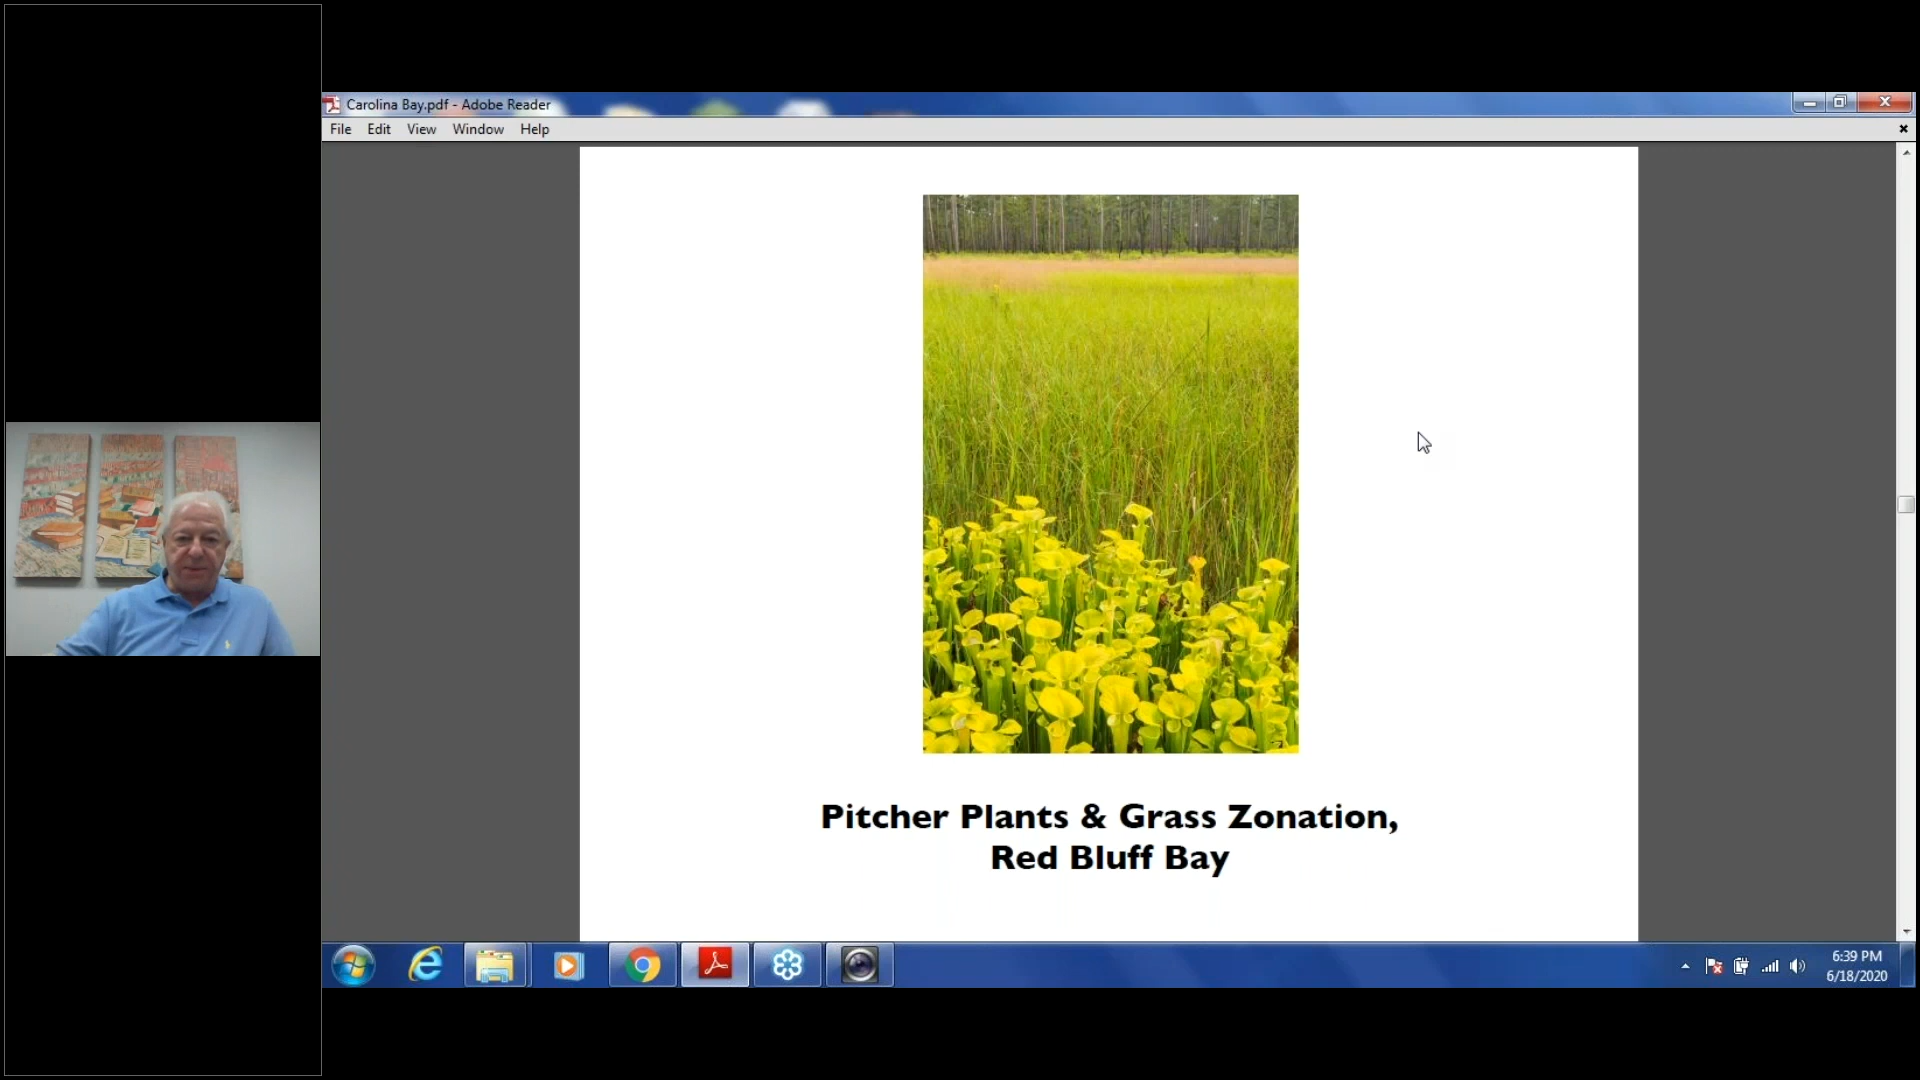 Carolina Bay.pdf - Adobe Reader
File Edit View Window Help
Pitcher Plants & Grass Zonation,
Red Bluff Bay
6:39 PM
6/18/2020